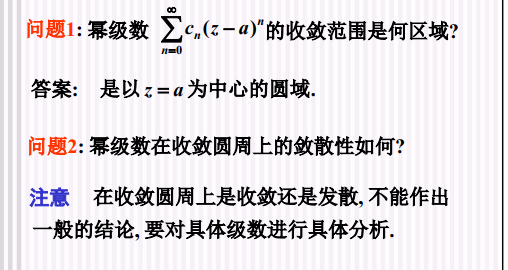 问题1: 幂级数 ∞∑n=0 cₙ(z − a)ⁿ 的收敛范围是何区域?
答案: 是以 z = a 为中心的圆域.
问题2: 幂级数在收敛圆周上的敛散性如何?
注意 在收敛圆周上是收敛还是发散, 不能作出
一般的结论, 要对具体级数进行具体分析.